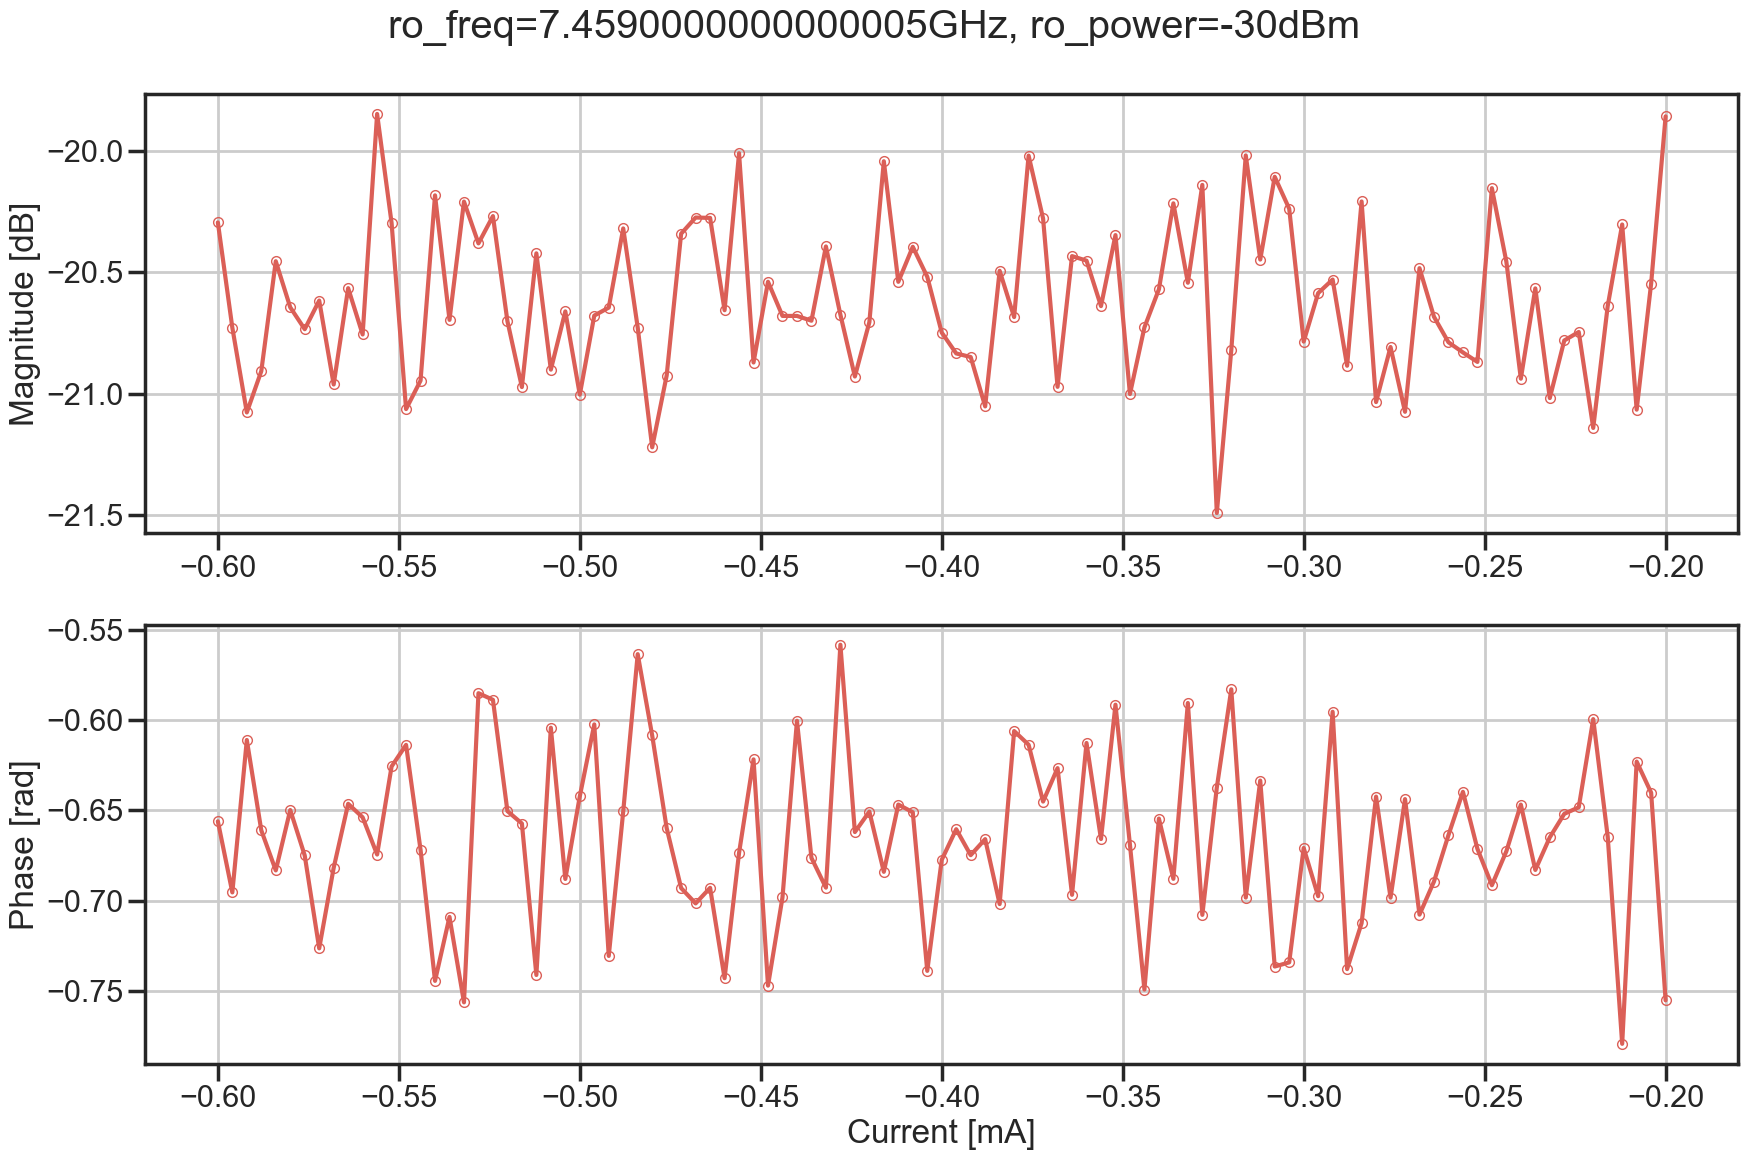 ro_freq=7.4590000000000005GHz, ro_power=-30dBm
Magnitude [dB]
−20.0
−20.5
−21.0
−21.5
−0.60 −0.55 −0.50 −0.45 −0.40 −0.35 −0.30 −0.25 −0.20
Phase [rad]
−0.55
−0.60
−0.65
−0.70
−0.75
−0.60 −0.55 −0.50 −0.45 −0.40 −0.35 −0.30 −0.25 −0.20
Current [mA]